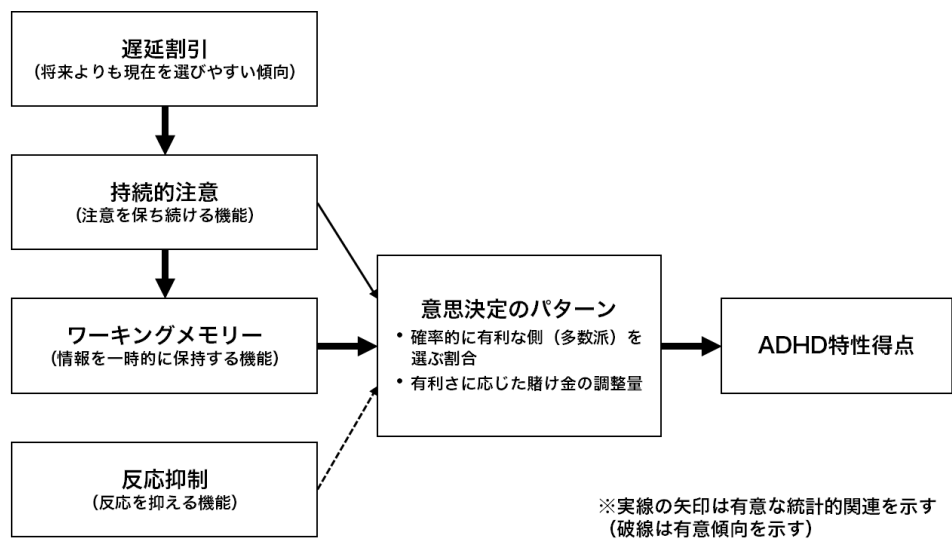 遅延割引
（将来よりも現在を選びやすい傾向）
持続的注意
（注意を保ち続ける機能）
ワーキングメモリー
（情報を一時的に保持する機能）
反応抑制
（反応を抑える機能）
意思決定のパターン
• 確率的に有利な側（多数派）を
選ぶ割合
• 有利さに応じた賭け金の調整量
ADHD特性得点
※実線の矢印は有意な統計的関連を示す
（破線は有意傾向を示す）